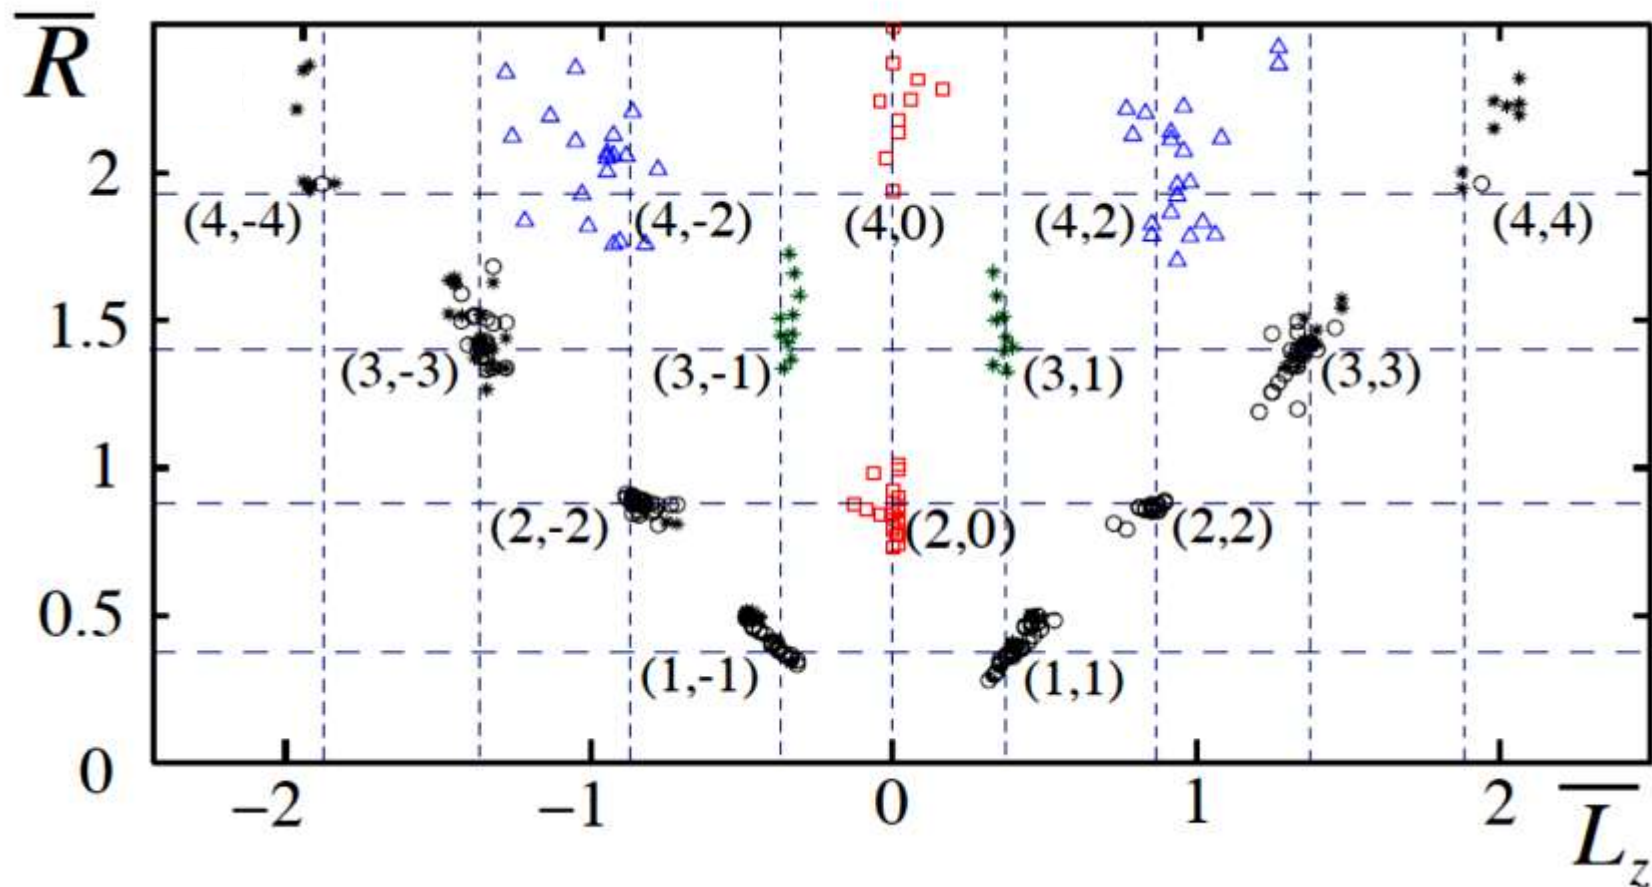 R
2
(4,-4) (4,-2) (4,0) (4,2) (4,4)
1.5
(3,-3) (3,-1) (3,1) (3,3)
1
(2,-2) (2,0) (2,2)
0.5
(1,-1) (1,1)
0
−2 −1 0 1 2
L_z